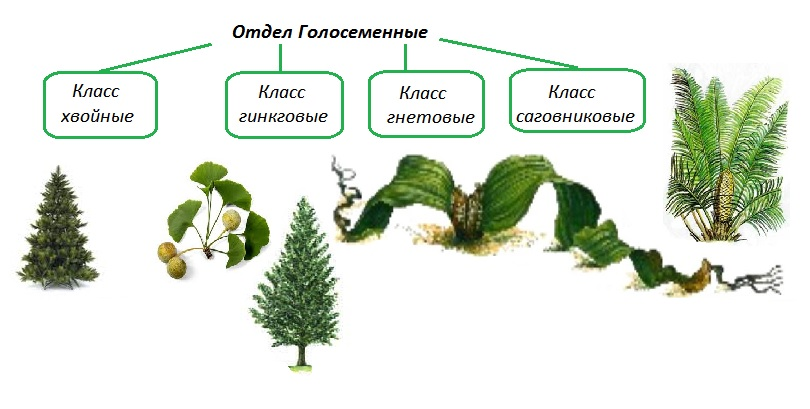 Отдел Голосеменные
Класс
хвойные
Класс
гинкговые
Класс
гнетовые
Класс
саговниковые